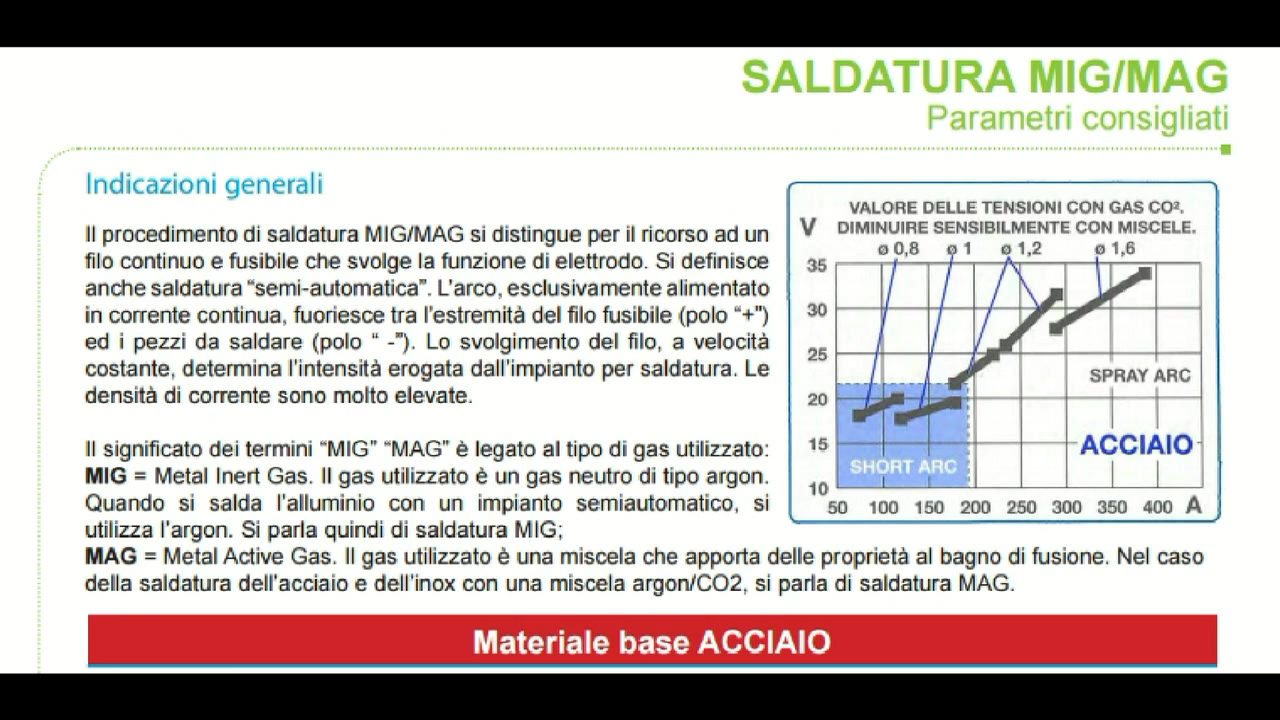 SALDATURA MIG/MAG
Parametri consigliati
Indicazioni generali
Il procedimento di saldatura MIG/MAG si distingue per il ricorso ad un
filo continuo e fusibile che svolge la funzione di elettrodo. Si definisce
anche saldatura “semi-automatica”. L’arco, esclusivamente alimentato
in corrente continua, fuoriesce tra l’estremità del filo fusibile (polo “+”)
ed i pezzi da saldare (polo “ -”). Lo svolgimento del filo, a velocità
costante, determina l’intensità erogata dall’impianto per saldatura. Le
densità di corrente sono molto elevate.
Il significato dei termini “MIG” “MAG” è legato al tipo di gas utilizzato:
MIG = Metal Inert Gas. Il gas utilizzato è un gas neutro di tipo argon.
Quando si salda l’alluminio con un impianto semiautomatico, si
utilizza l’argon. Si parla quindi di saldatura MIG;
MAG = Metal Active Gas. Il gas utilizzato è una miscela che apporta delle proprietà al bagno di fusione. Nel caso
della saldatura dell’acciaio e dell’inox con una miscela argon/CO2, si parla di saldatura MAG.
VALORE DELLE TENSIONI CON GAS CO².
V DIMINUIRE SENSIBILMENTE CON MISCELE.
ø 0,8 ø 1 ø 1,2 ø 1,6
35
30
25
SPRAY ARC
20
15
ACCIAIO
SHORT ARC
10
50 100 150 200 250 300 350 400 A
Materiale base ACCIAIO